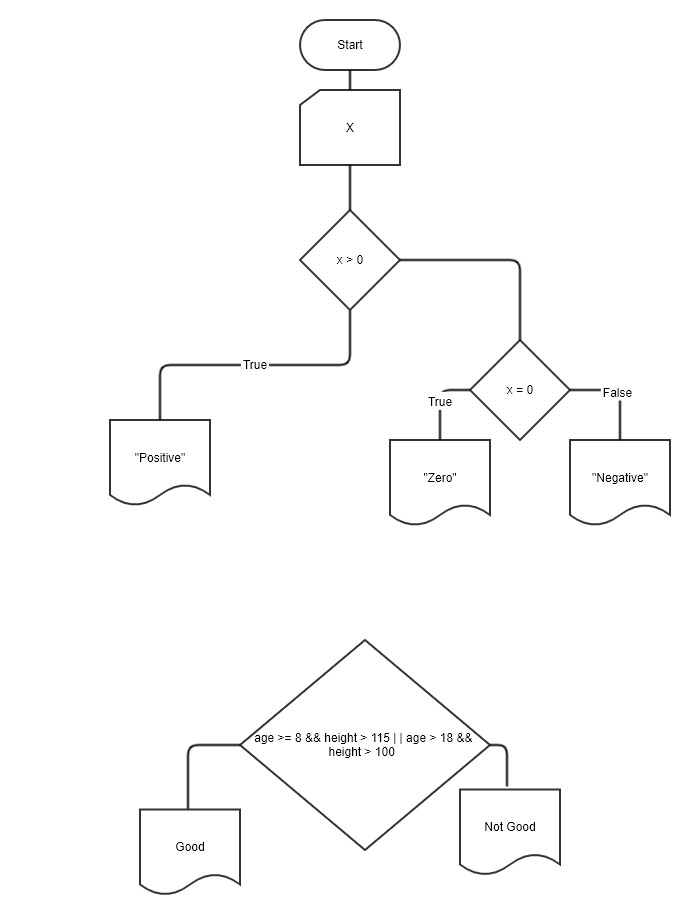 Start
X
x > 0
True
x = 0
True
False
"Positive"
"Zero"
"Negative"
age >= 8 && height > 115 || age > 18 &&
height > 100
Good
Not Good